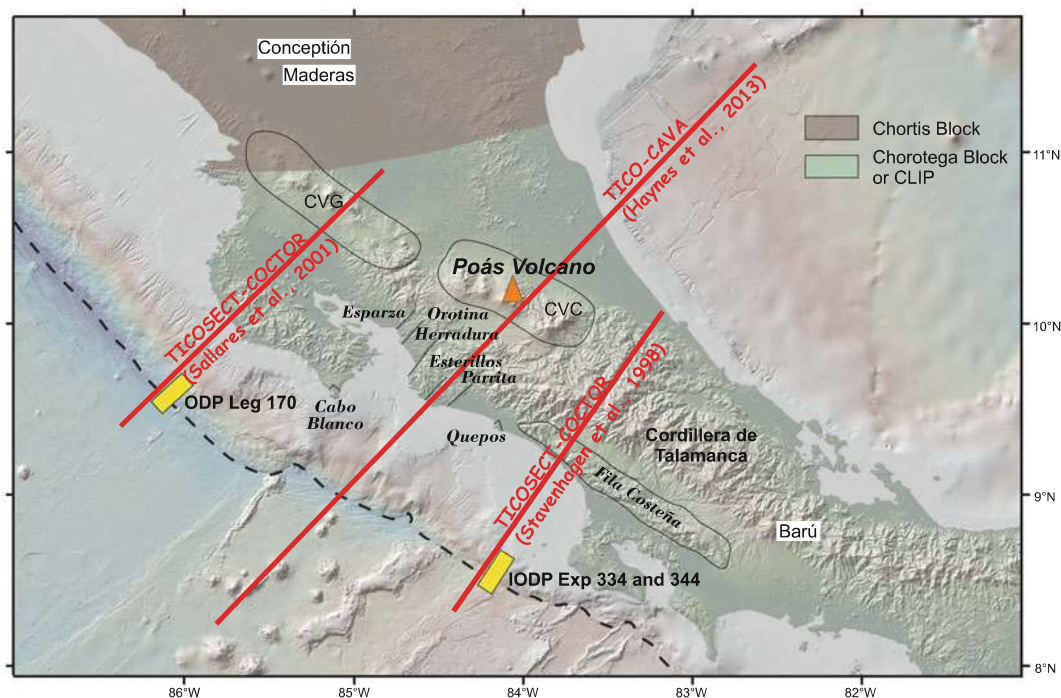 Conceptión
Maderas
TICO-CAVA
(Haynes et al., 2013)
Chortis Block
Chorotega Block
or CLIP
11°N
CVG
TICOSECT-COCTOR
(Sallares et al., 2001)
Poás Volcano
CVC
Esparza
Orotina
Herradura
10°N
Esterillos
Parrita
ODP Leg 170
Cabo
Blanco
Quepos
TICOSECT-COCTOR
(Stavenhagen et al., 1998)
Cordillera de
Talamanca
Fila Costeña
9°N
Barú
IODP Exp 334 and 344
8°N
86°W
84°W
84°W
83°W
82°W